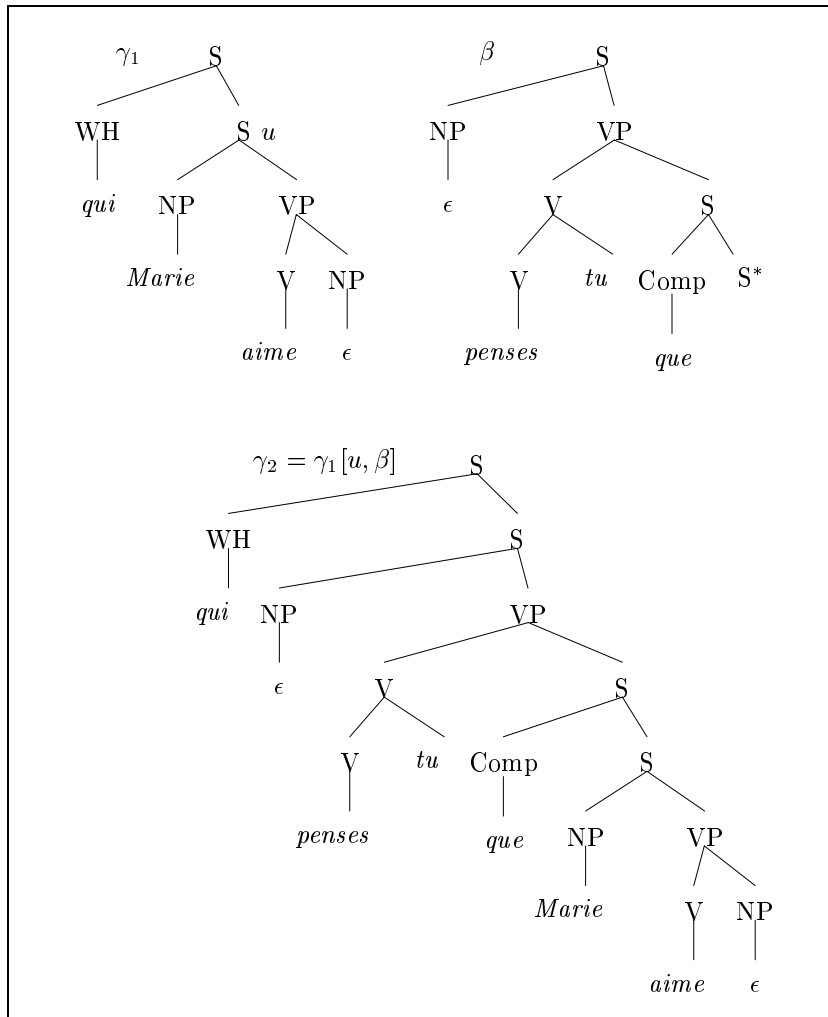 γ₁ S β S
WH S u NP VP
qui NP VP ϵ V S
Marie V NP V tu Comp S*
aime ϵ penses que
γ₂ = γ₁[u, β] S
WH S
qui NP VP
ϵ V S
V tu Comp S
penses que NP VP
Marie V NP
aime ϵ